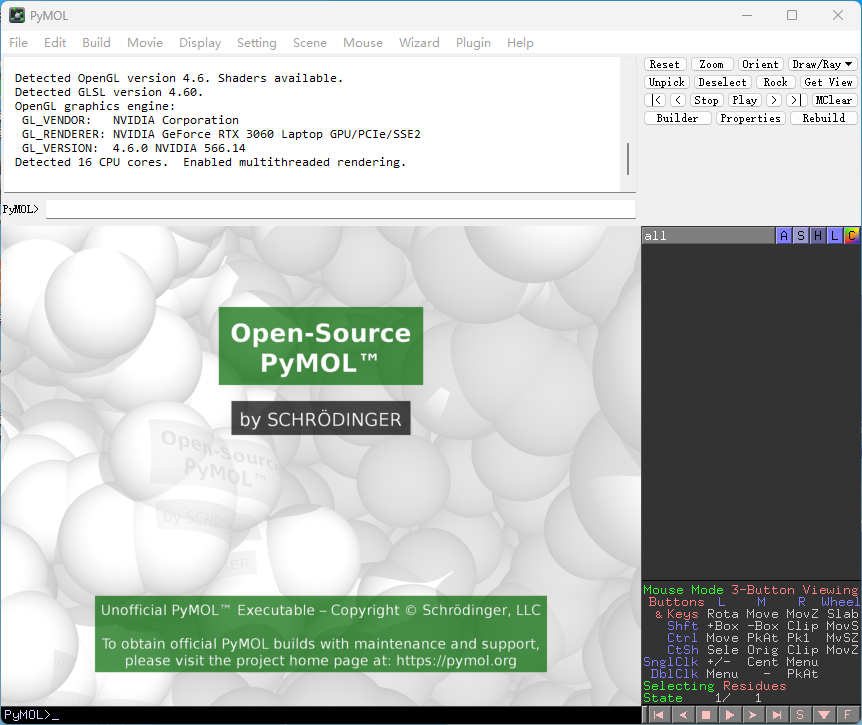 PyMOL
File Edit Build Movie Display Setting Scene Mouse Wizard Plugin Help
Detected OpenGL version 4.6. Shaders available.
Detected GLSL version 4.60.
OpenGL graphics engine:
GL_VENDOR: NVIDIA Corporation
GL_RENDERER: NVIDIA GeForce RTX 3060 Laptop GPU/PCIe/SSE2
GL_VERSION: 4.6.0 NVIDIA 566.14
Detected 16 CPU cores. Enabled multithreaded rendering.
PyMOL>
Reset Zoom Orient Draw/Ray ▼
Unpick Deselect Rock Get View
|< < Stop Play > >| MClear
Builder Properties Rebuild
all A S H L C
Open-Source
PyMOL™
by SCHRÖDINGER
Open-Source
PyMOL™
by SCHR
Unofficial PyMOL™ Executable – Copyright © Schrödinger, LLC
To obtain official PyMOL builds with maintenance and support,
please visit the project home page at: https://pymol.org
Mouse Mode 3-Button Viewing
Buttons L M R Wheel
& Keys Rota Move MovZ Slab
Shft +Box -Box Clip MovS
Ctrl Move PkAt Pk1 MvSZ
CtSh Sele Orig Clip MovZ
SnglClk +/- Cent Menu
DblClk Menu - PkAt
Selecting Residues
State 1/ 1
PyMOL>_
S F